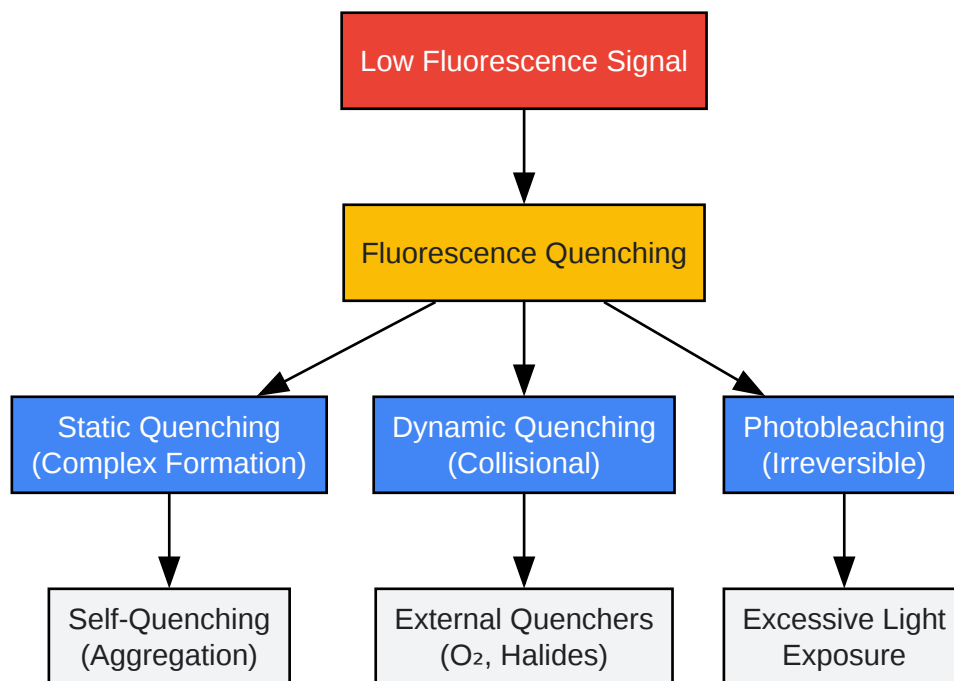 Low Fluorescence Signal
Fluorescence Quenching
Static Quenching
(Complex Formation)
Dynamic Quenching
(Collisional)
Photobleaching
(Irreversible)
Self-Quenching
(Aggregation)
External Quenchers
(O₂, Halides)
Excessive Light
Exposure